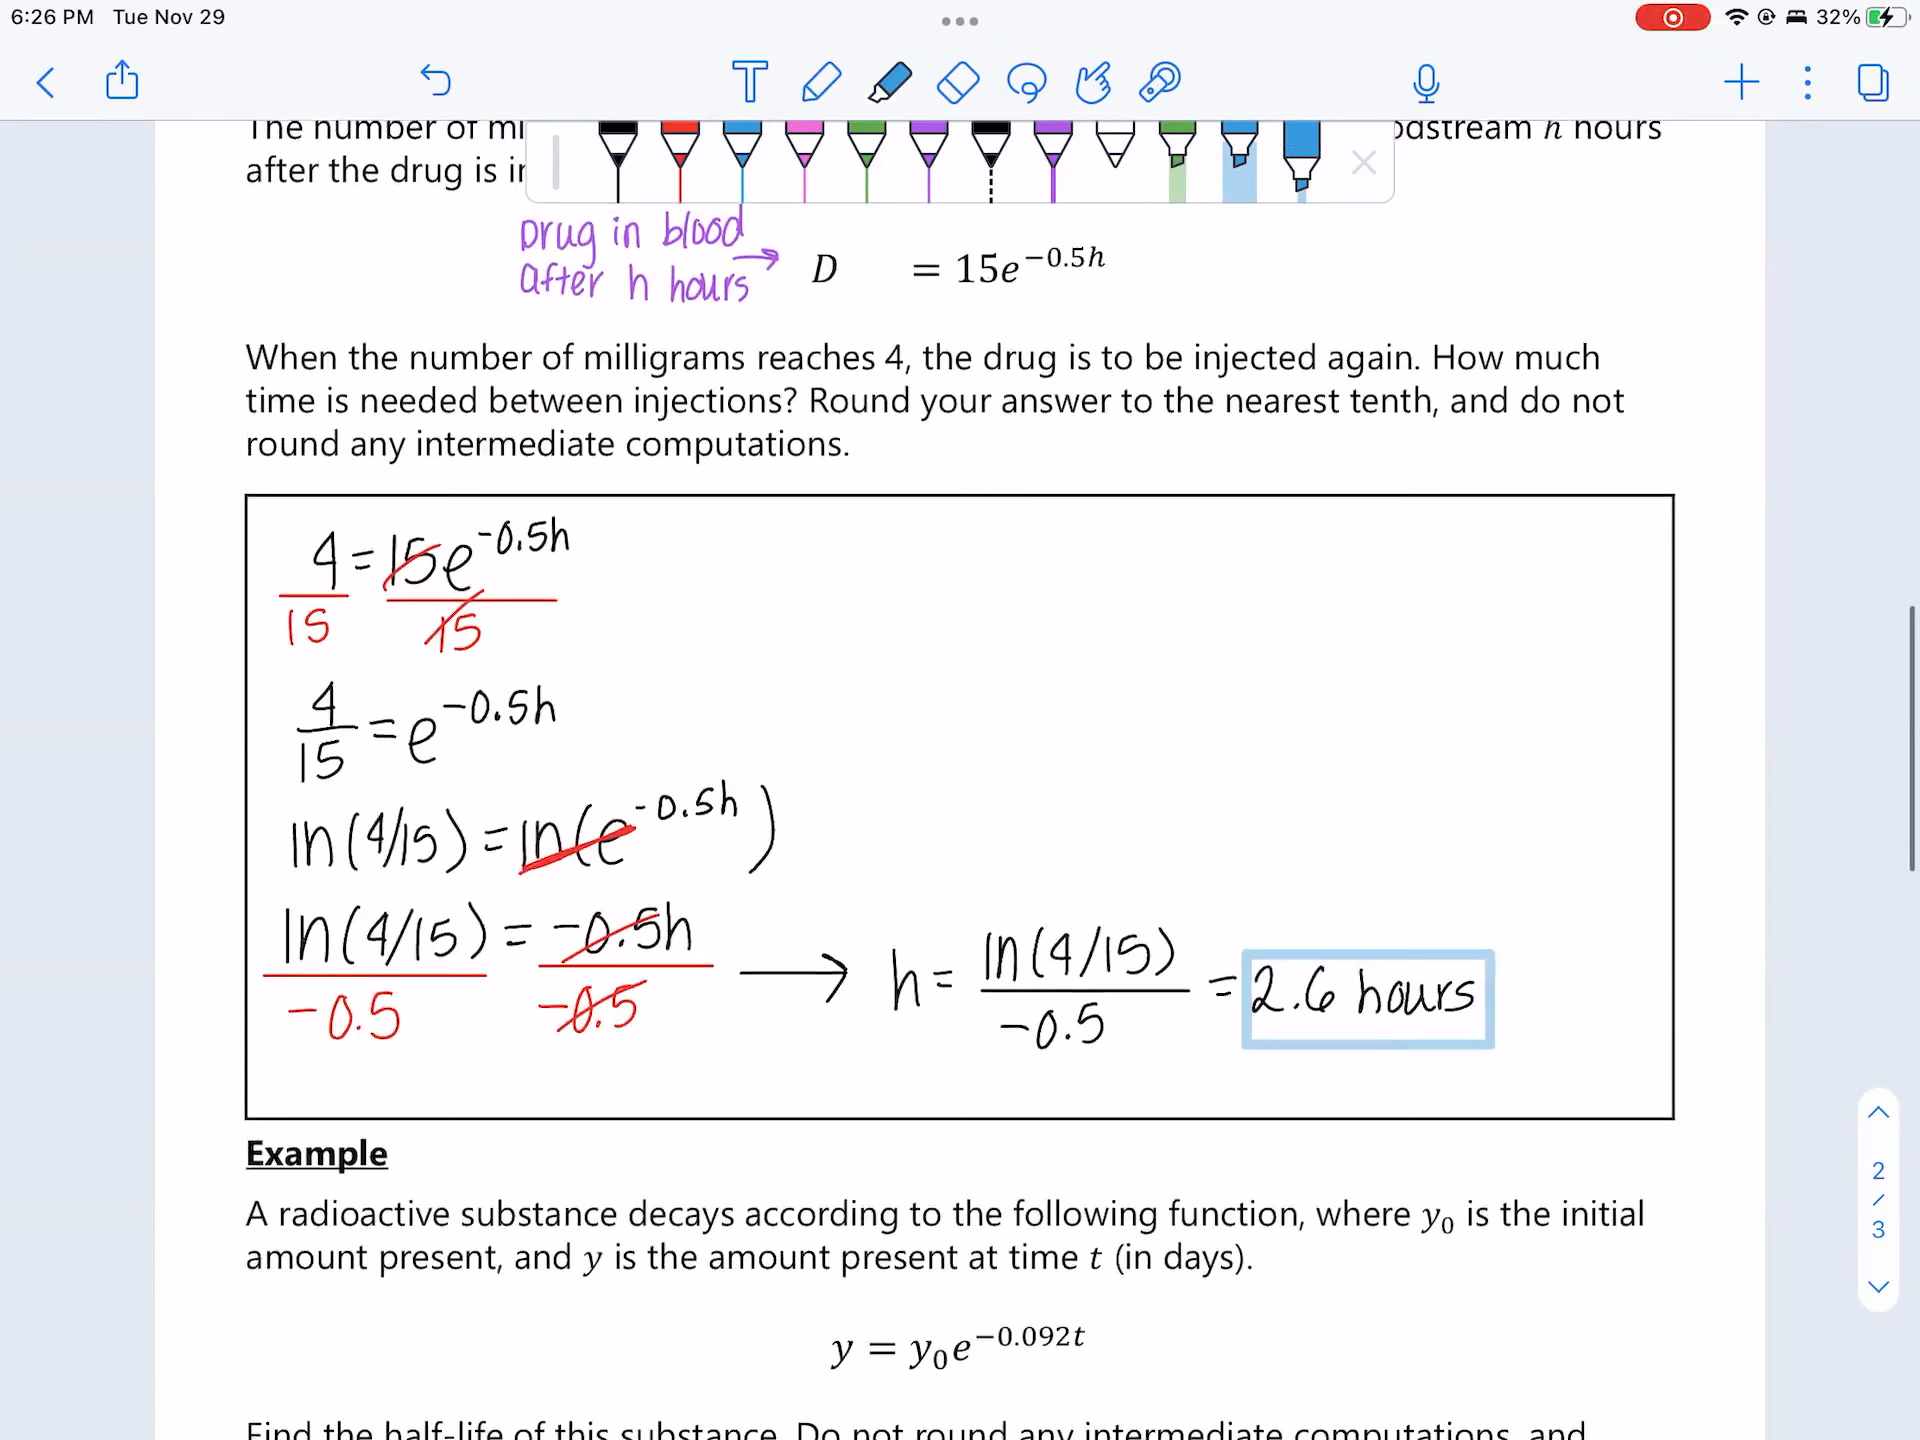 6:26 PM Tue Nov 29
32%
The number of mi
odstream h hours
after the drug is in
Drug in blood
After h hours → D = 15e^{-0.5h}
When the number of milligrams reaches 4, the drug is to be injected again. How much
time is needed between injections? Round your answer to the nearest tenth, and do not
round any intermediate computations.
4 = 15e^{-0.5h}
15 15
4/15 = e^{-0.5h}
ln(4/15) = ln(e^{-0.5h})
ln(4/15) = -0.5h
-0.5 -0.5
→ h = ln(4/15)/-0.5 = 2.6 hours
Example
A radioactive substance decays according to the following function, where y₀ is the initial
amount present, and y is the amount present at time t (in days).
y = y₀e^{-0.092t}
Find the half-life of this substance. Do not round any intermediate computations, and
2
/
3